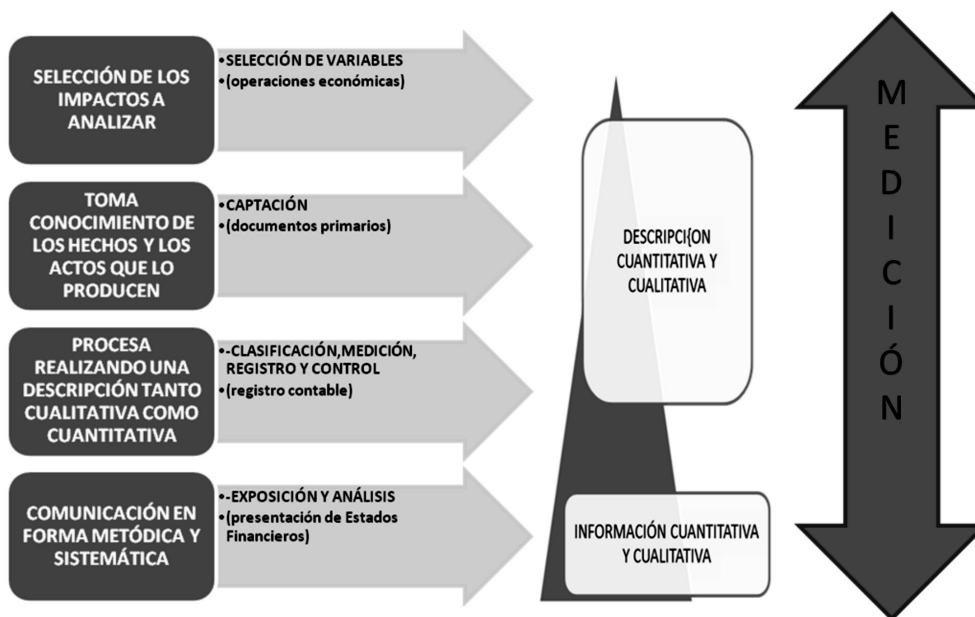 SELECCIÓN DE LOS
IMPACTOS A
ANALIZAR
•SELECCIÓN DE VARIABLES
•(operaciones económicas)
TOMA
CONOCIMIENTO DE
LOS HECHOS Y LOS
ACTOS QUE LO
PRODUCEN
•CAPTACIÓN
•(documentos primarios)
PROCESA
REALIZANDO UNA
DESCRIPCIÓN TANTO
CUALITATIVA COMO
CUANTITATIVA
•-CLASIFICACIÓN,MEDICIÓN,
REGISTRO Y CONTROL
•(registro contable)
COMUNICACIÓN EN
FORMA METÓDICA Y
SISTEMÁTICA
•-EXPOSICIÓN Y ANÁLISIS
•(presentación de Estados
Financieros)
DESCRIPCI{ON
CUANTITATIVA Y
CUALITATIVA
INFORMACIÓN CUANTITATIVA
Y CUALITATIVA
MEDICIÓN